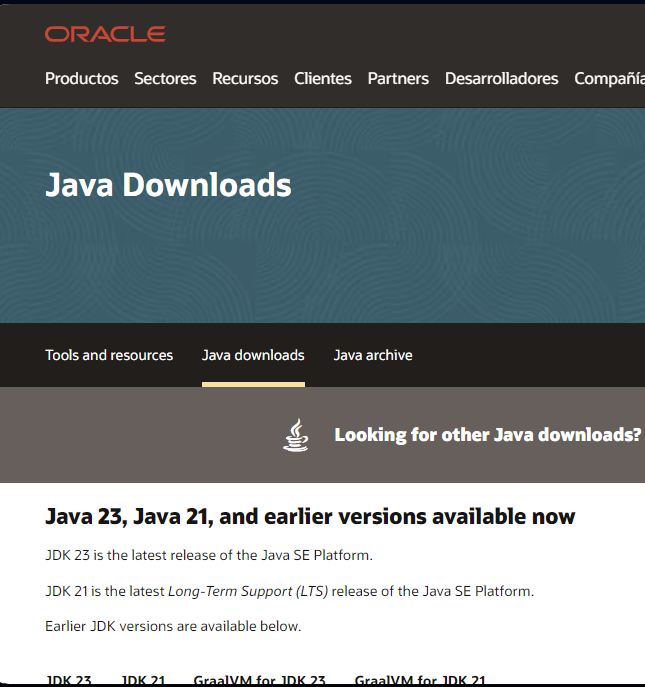 ORACLE
Productos Sectores Recursos Clientes Partners Desarrolladores Compañía
Java Downloads
Tools and resources Java downloads Java archive
Looking for other Java downloads?
Java 23, Java 21, and earlier versions available now
JDK 23 is the latest release of the Java SE Platform.
JDK 21 is the latest Long-Term Support (LTS) release of the Java SE Platform.
Earlier JDK versions are available below.
JDK 23 JDK 21 GraalVM for JDK 23 GraalVM for JDK 21